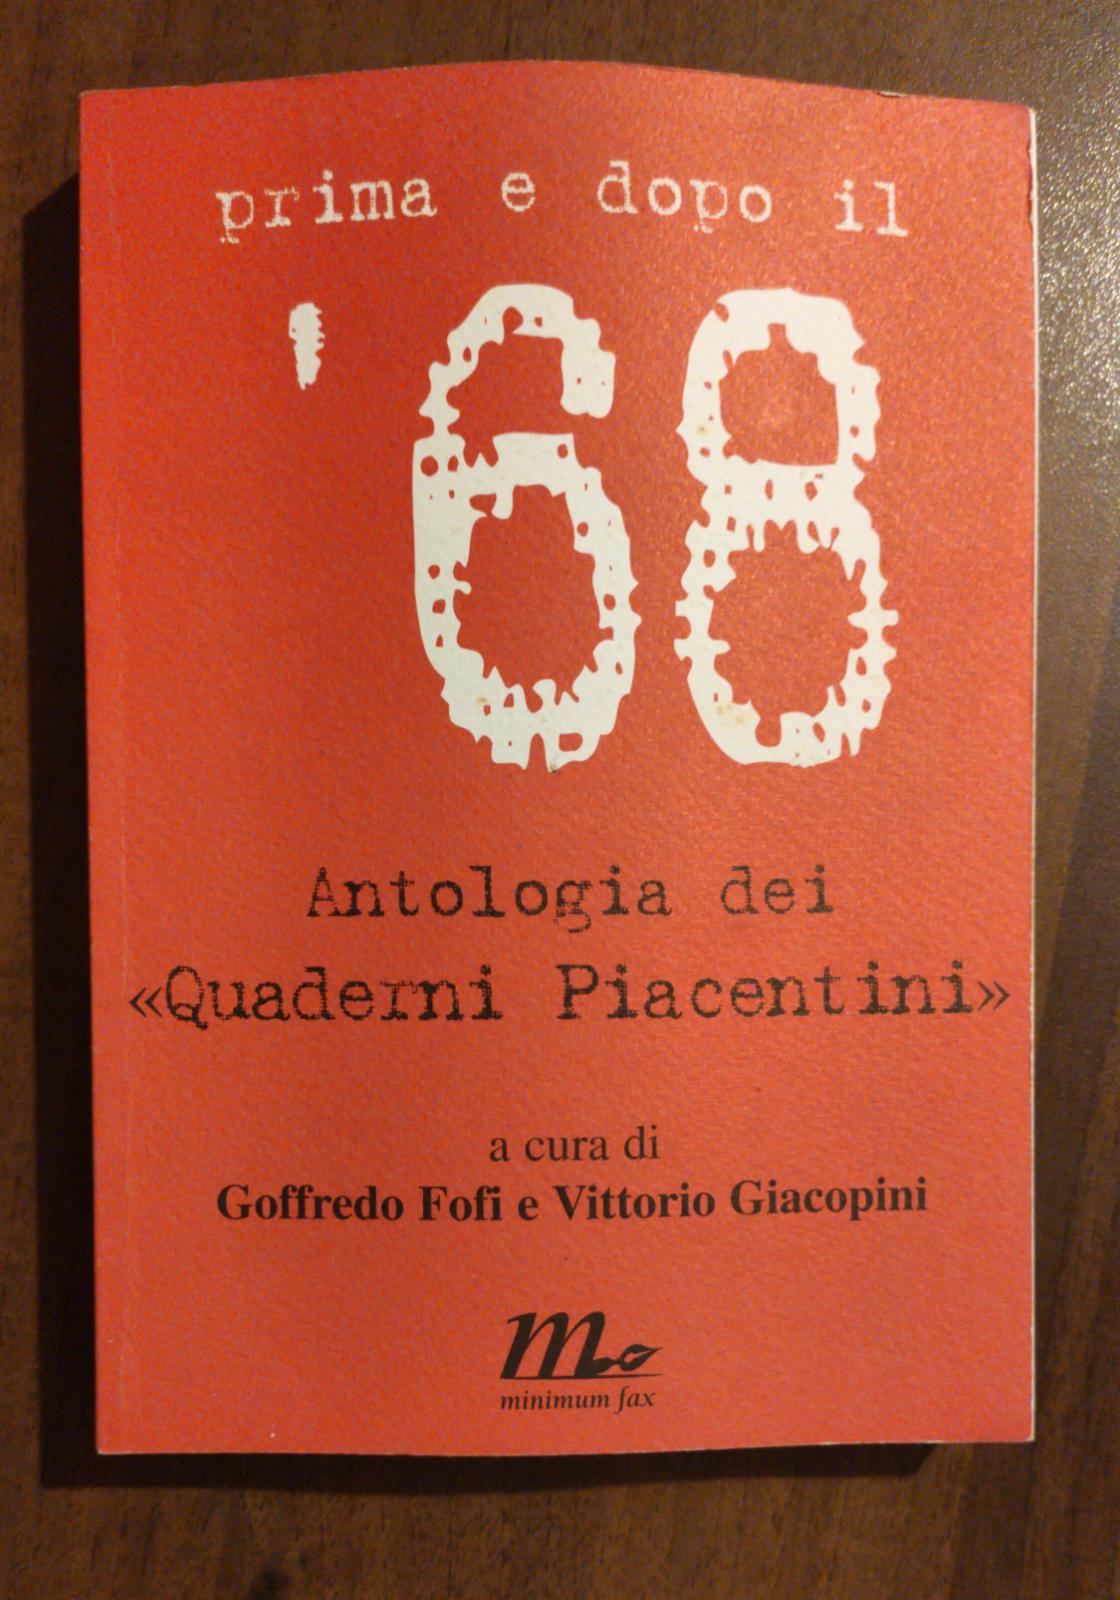 prima e dopo il
'68
Antologia dei
«Quaderni Piacentini»
a cura di
Goffredo Fofi e Vittorio Giacopini
minimum fax